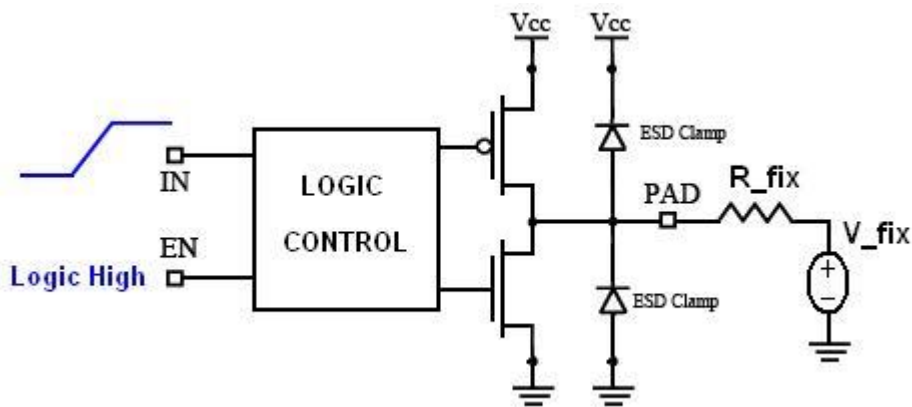 Vcc
Vcc
ESD Clamp
IN
LOGIC
CONTROL
PAD
R_fix
V_fix
EN
Logic High
ESD Clamp
+
−